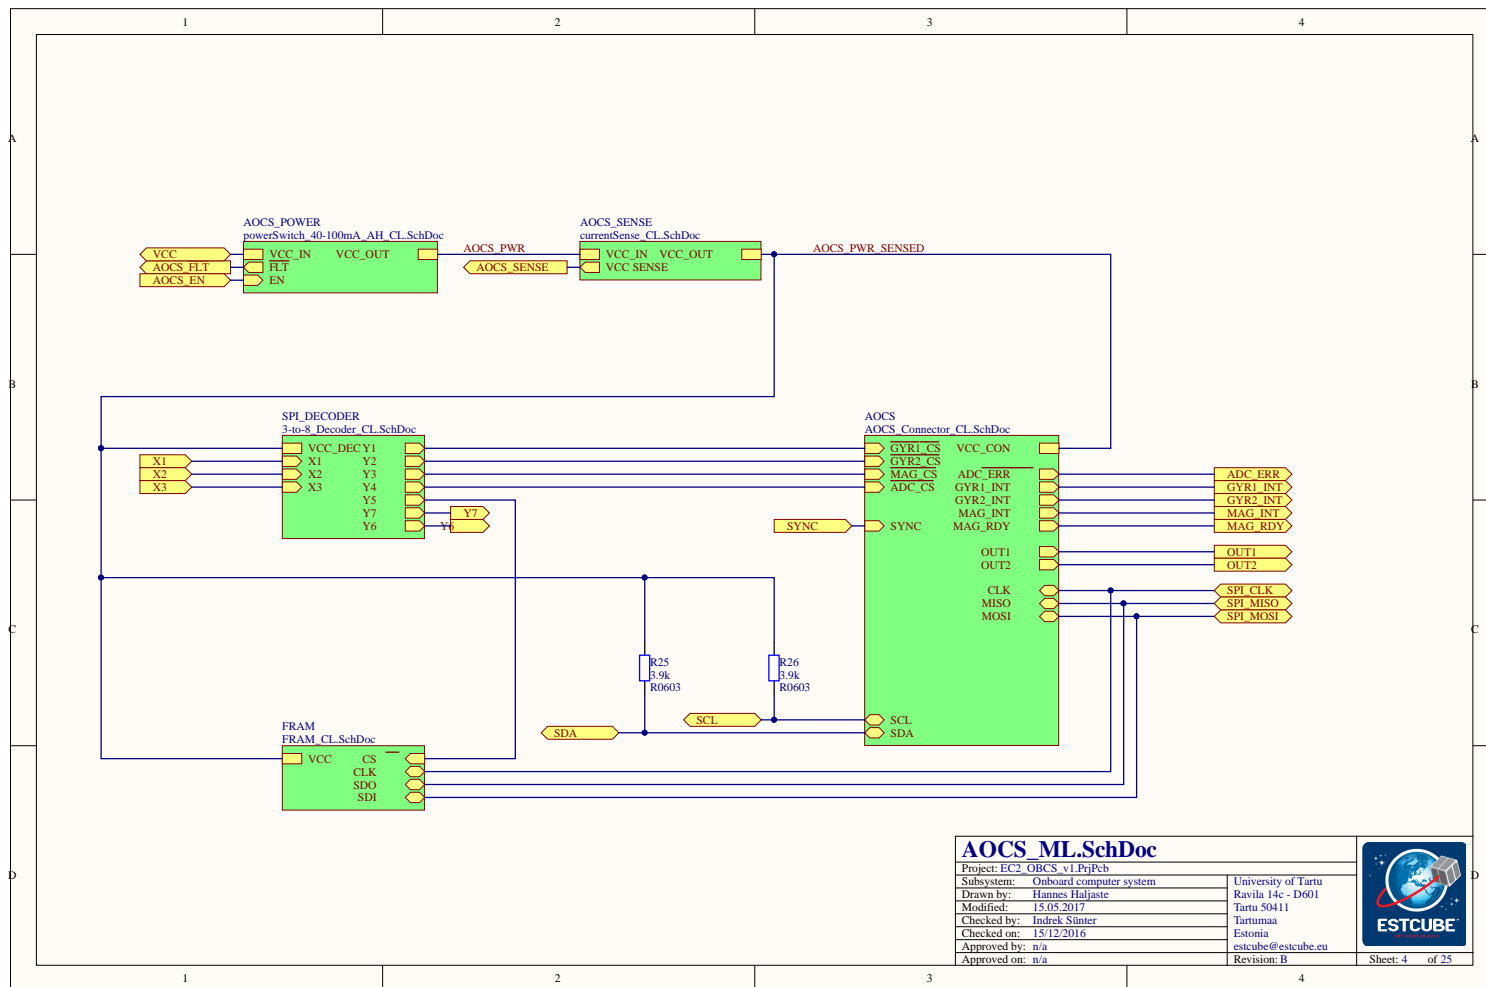 1 2 3 4
A A
AOCS_POWER
powerSwitch_40-100mA_AH_CL.SchDoc
AOCS_SENSE
currentSense_CL.SchDoc
VCC VCC_IN VCC_OUT AOCS_PWR VCC_IN VCC_OUT AOCS_PWR_SENSED
AOCS_FLT FLT AOCS_SENSE VCC SENSE
AOCS_EN EN
B B
SPI_DECODER
3-to-8_Decoder_CL.SchDoc
AOCS
AOCS_Connector_CL.SchDoc
VCC_DEC Y1 GYR1_CS VCC_CON
X1 X1 Y2 GYR2_CS
X2 X2 Y3 MAG_CS ADC_ERR ADC_ERR
X3 X3 Y4 ADC_CS GYR1_INT GYR1_INT
Y5 GYR2_INT GYR2_INT
Y7 Y7 MAG_INT MAG_INT
Y6 Y6 SYNC SYNC MAG_RDY MAG_RDY
OUT1 OUT1
OUT2 OUT2
CLK SPI_CLK
MISO SPI_MISO
MOSI SPI_MOSI
C C
R25
3.9k
R0603
R26
3.9k
R0603
SCL SCL
SDA SDA
FRAM
FRAM_CL.SchDoc
VCC CS
CLK
SDO
SDI
D D
AOCS_ML.SchDoc
Project: EC2_OBCS_v1.PrjPcb
Subsystem: Onboard computer system
Drawn by: Hannes Haljaste
Modified: 15.05.2017
Checked by: Indrek Sünter
Checked on: 15/12/2016
Approved by: n/a
Approved on: n/a
University of Tartu
Ravila 14c - D601
Tartu 50411
Tartumaa
Estonia
estcube@estcube.eu
Revision: B
ESTCUBE
Sheet: 4 of 25
1 2 3 4